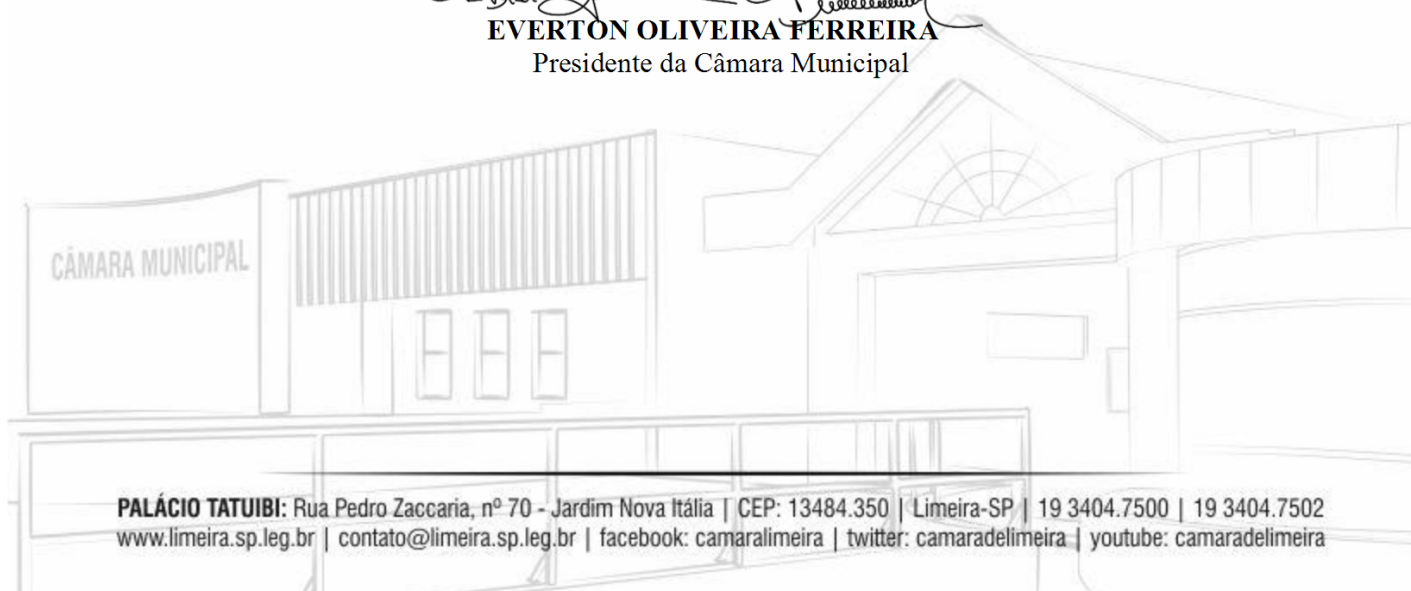 EVERTON OLIVEIRA FERREIRA
Presidente da Câmara Municipal
CÂMARA MUNICIPAL
PALÁCIO TATUIBI: Rua Pedro Zaccaria, nº 70 - Jardim Nova Itália | CEP: 13484.350 | Limeira-SP | 19 3404.7500 | 19 3404.7502
www.limeira.sp.leg.br | contato@limeira.sp.leg.br | facebook: camaralimeira | twitter: camaradelimeira | youtube: camaradelimeira